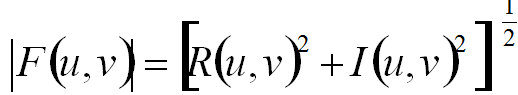 |F(u,v)| = [R(u,v)² + I(u,v)²]^{1/2}